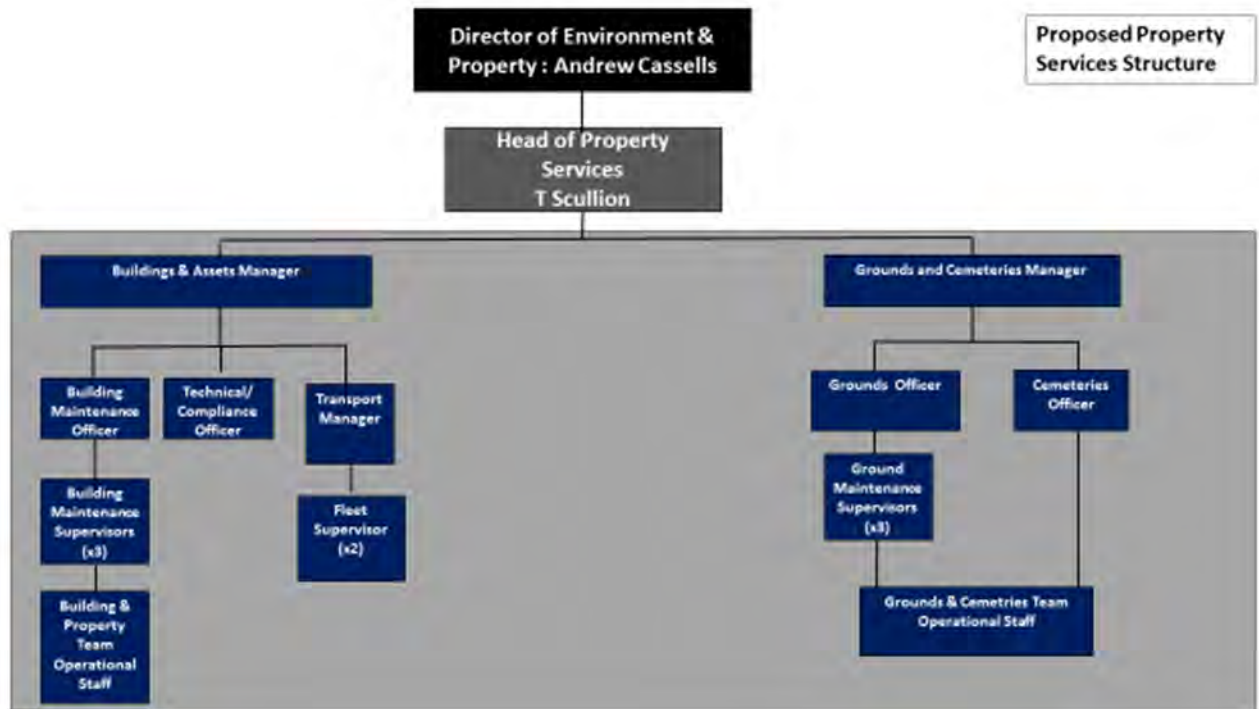 Director of Environment &
Property : Andrew Cassells
Proposed Property
Services Structure
Head of Property
Services
T Scullion
Buildings & Assets Manager
Grounds and Cemeteries Manager
Building
Maintenance
Officer
Technical/
Compliance
Officer
Transport
Manager
Grounds Officer
Cemeteries
Officer
Building
Maintenance
Supervisors
(x3)
Fleet
Supervisor
(x2)
Ground
Maintenance
Supervisors
(x3)
Building &
Property
Team
Operational
Staff
Grounds & Cemetries Team
Operational Staff